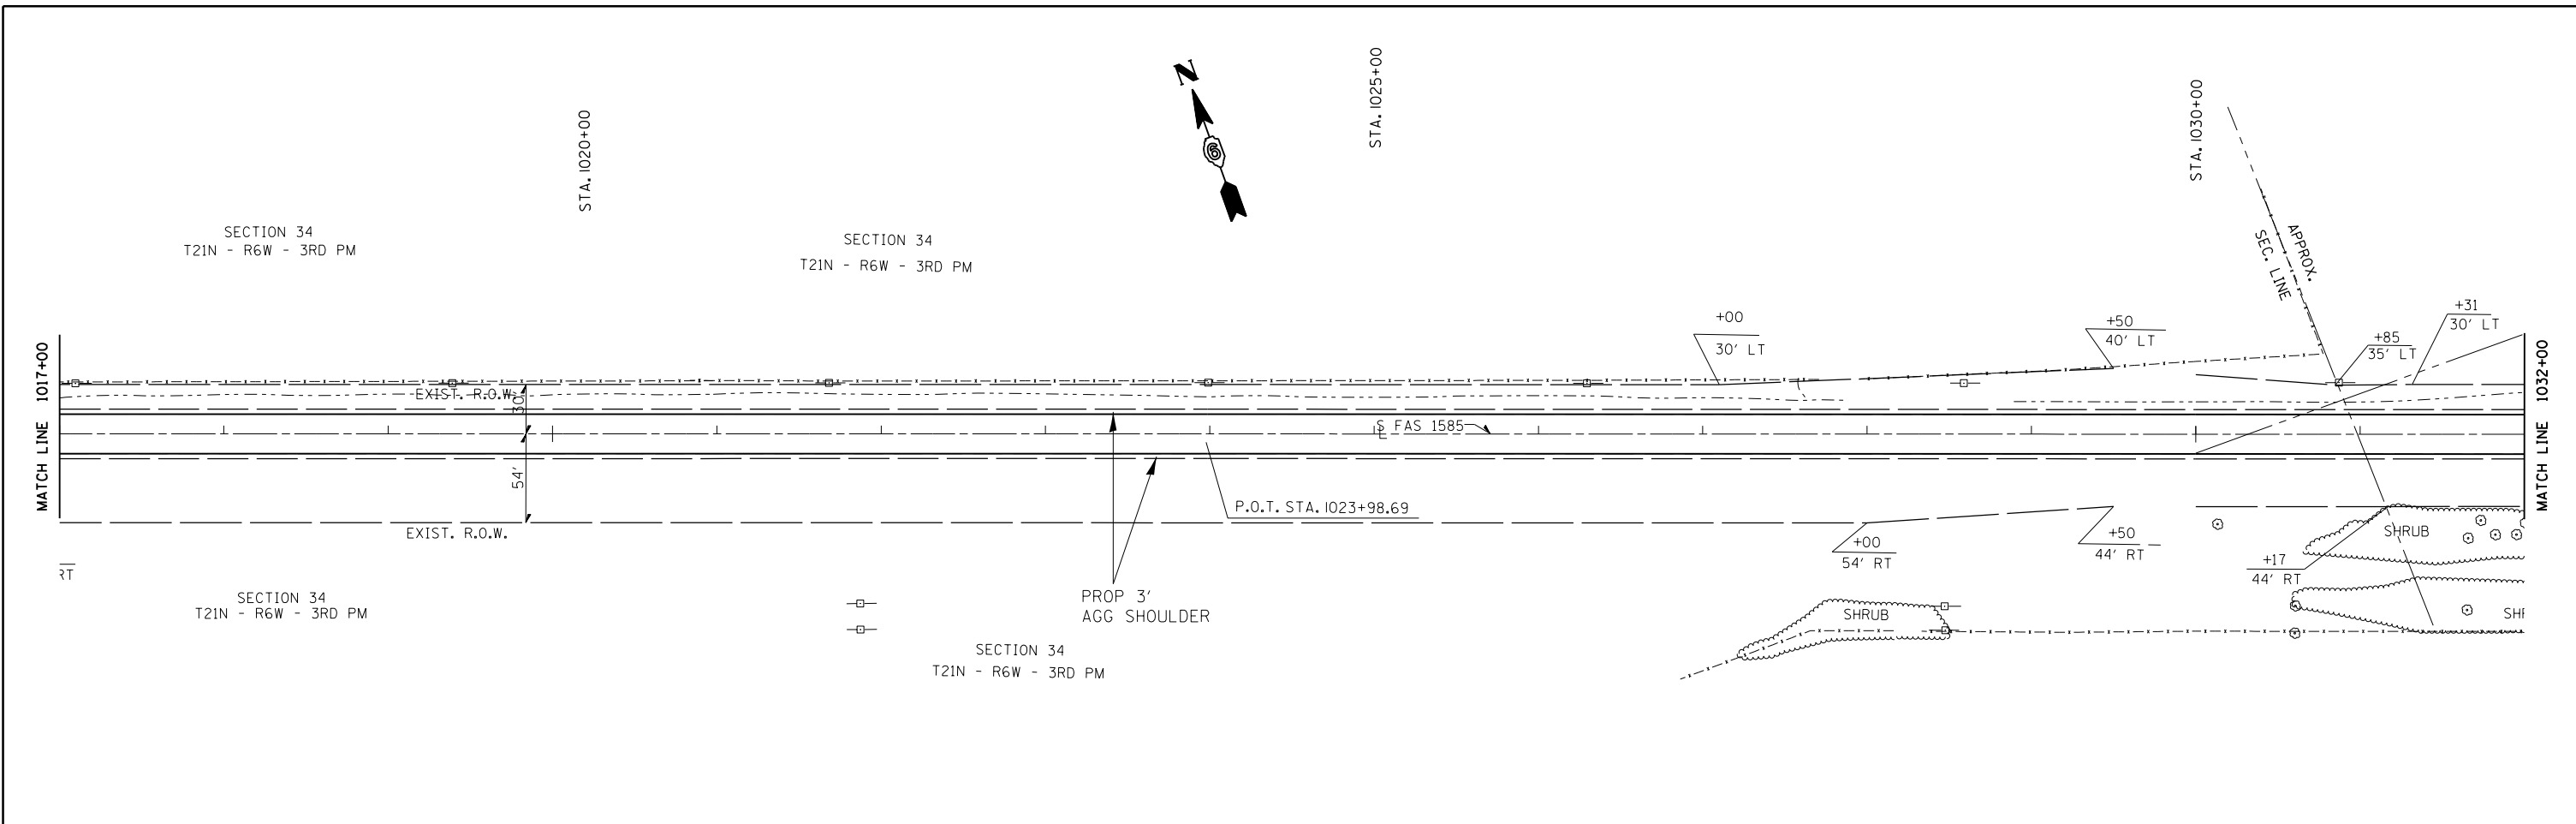 N
6
STA. 1020+00
STA. 1025+00
STA. 1030+00
SECTION 34
T21N - R6W - 3RD PM
SECTION 34
T21N - R6W - 3RD PM
APPROX.
SEC. LINE
+00
30' LT
+50
40' LT
+85
35' LT
+31
30' LT
MATCH LINE 1017+00
MATCH LINE 1032+00
EXIST. R.O.W.
30'
54'
FAS 1585
P.O.T. STA. 1023+98.69
EXIST. R.O.W.
+00
54' RT
+50
44' RT
+17
44' RT
SHRUB
RT
SECTION 34
T21N - R6W - 3RD PM
PROP 3'
AGG SHOULDER
SHRUB
SHR
SECTION 34
T21N - R6W - 3RD PM